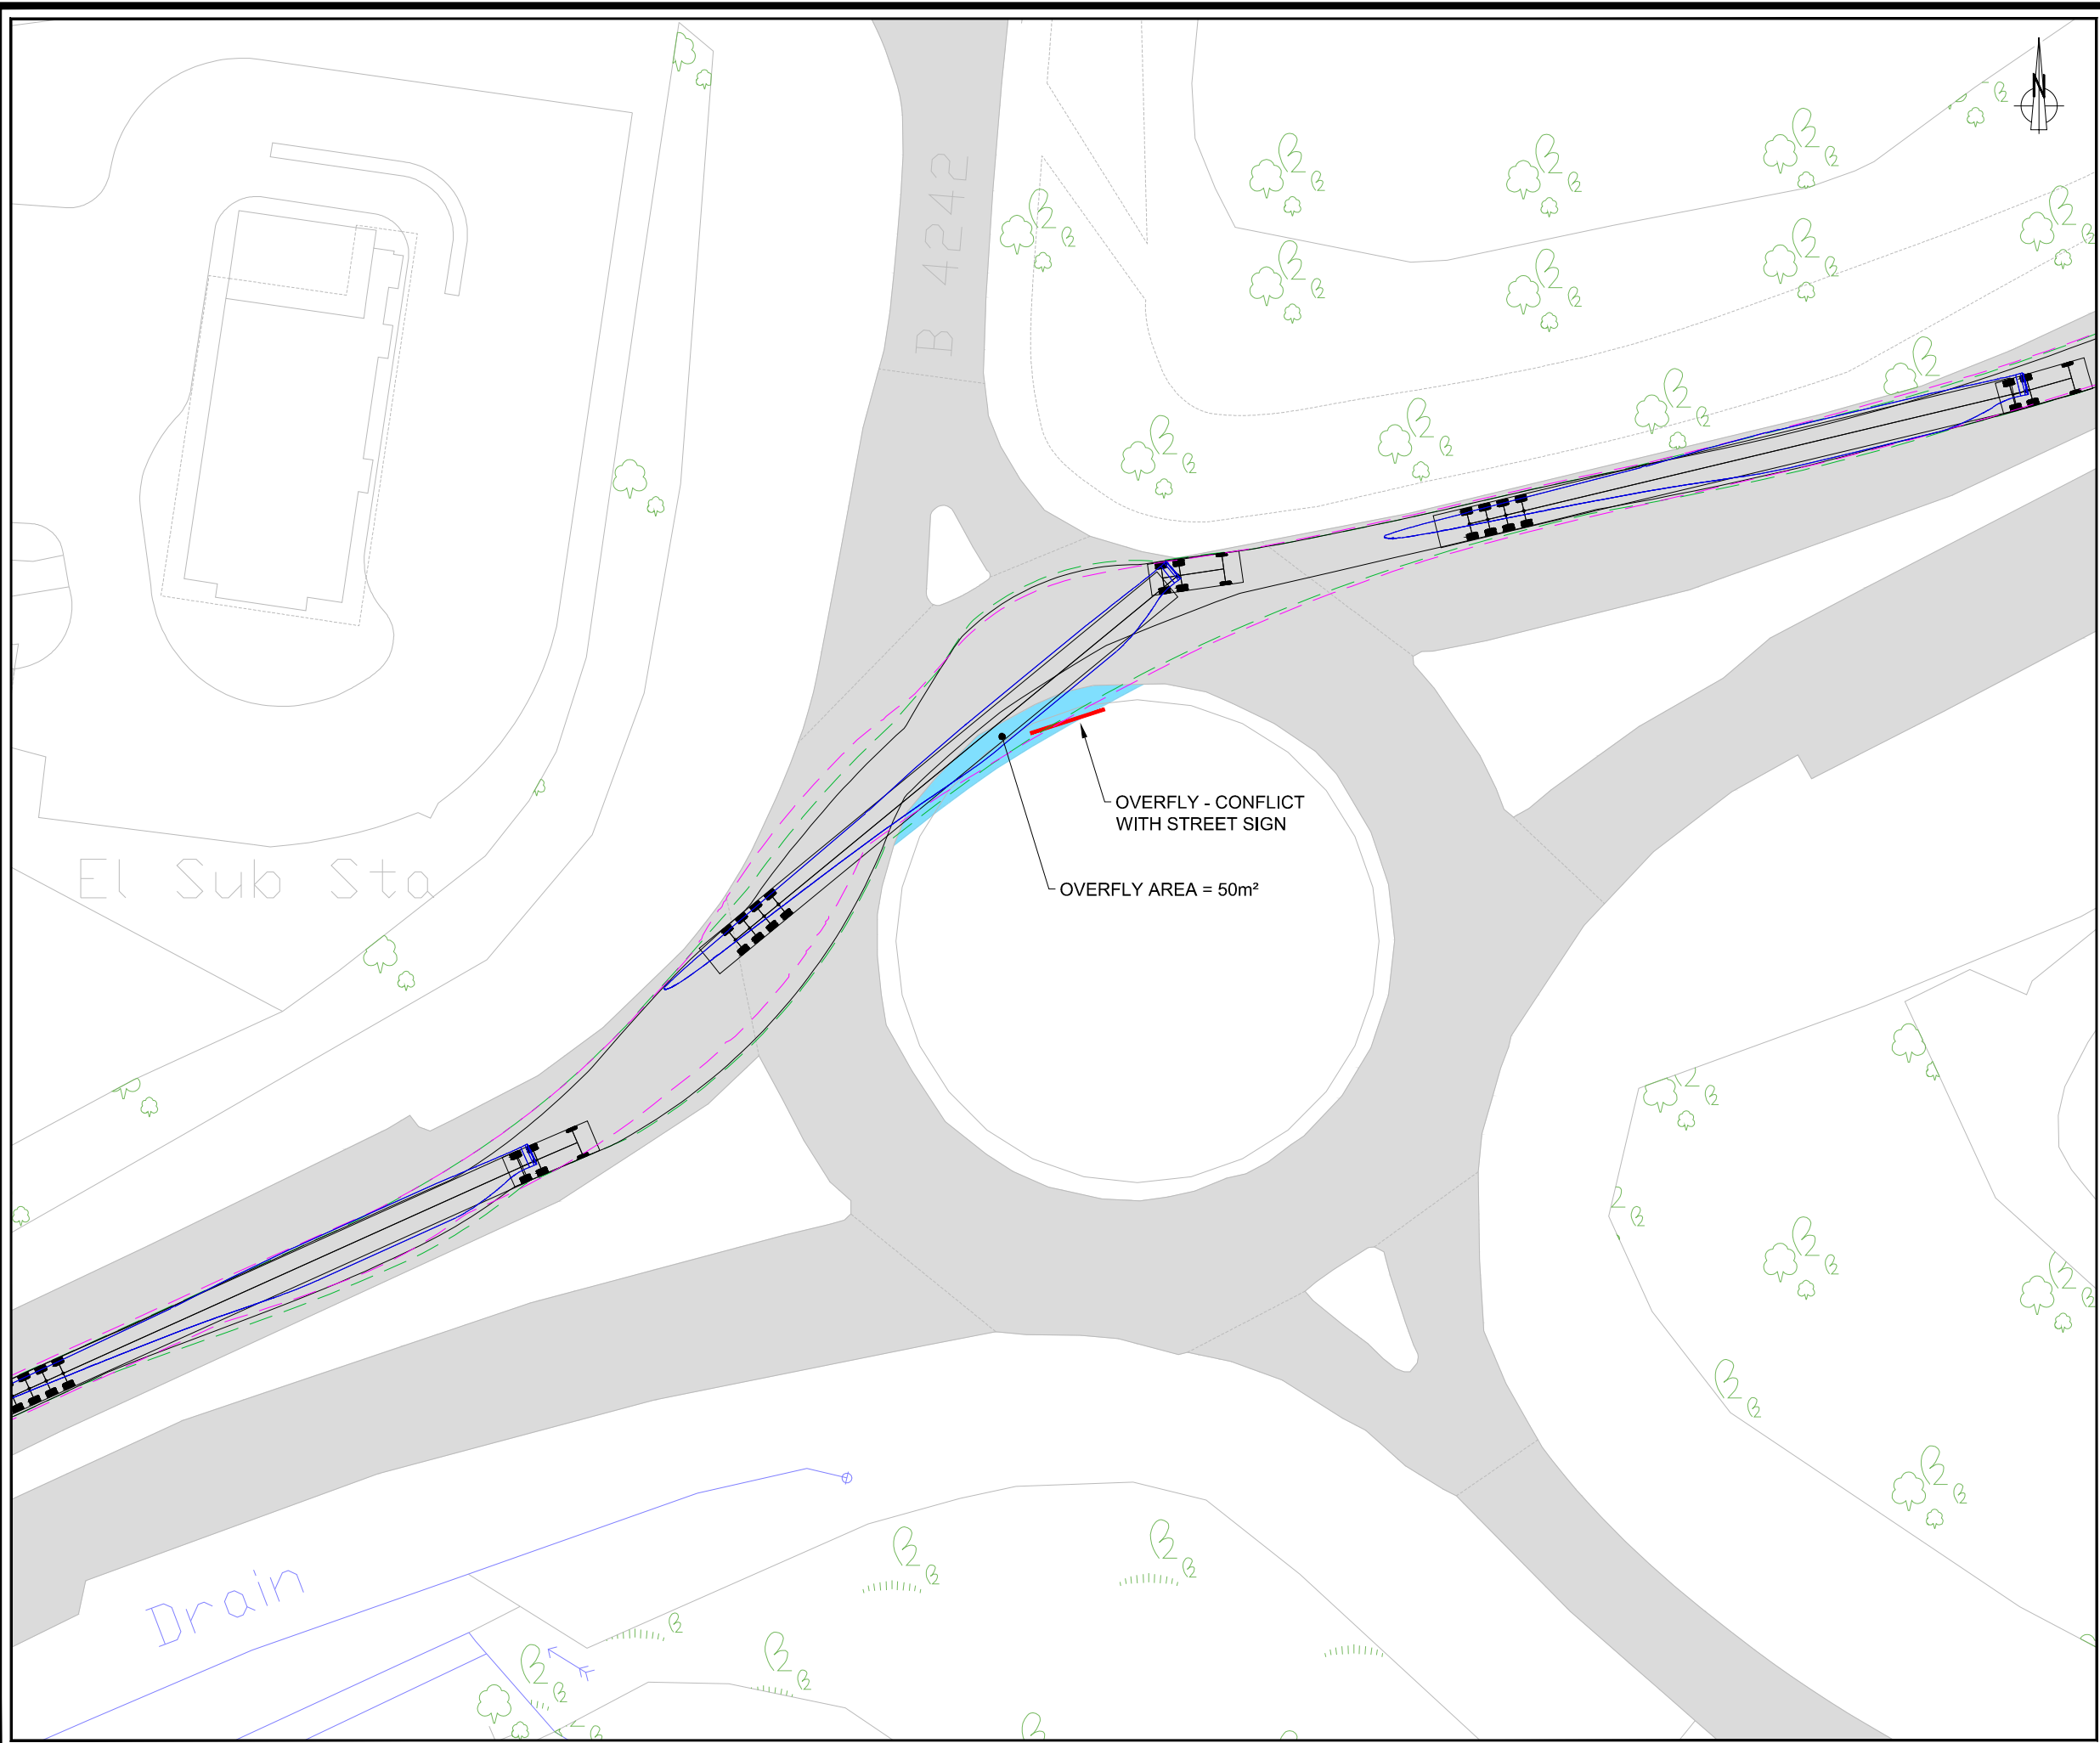 N
B 4242
OVERFLY - CONFLICT
WITH STREET SIGN
OVERFLY AREA = 50m²
El Sub Sta
Drain